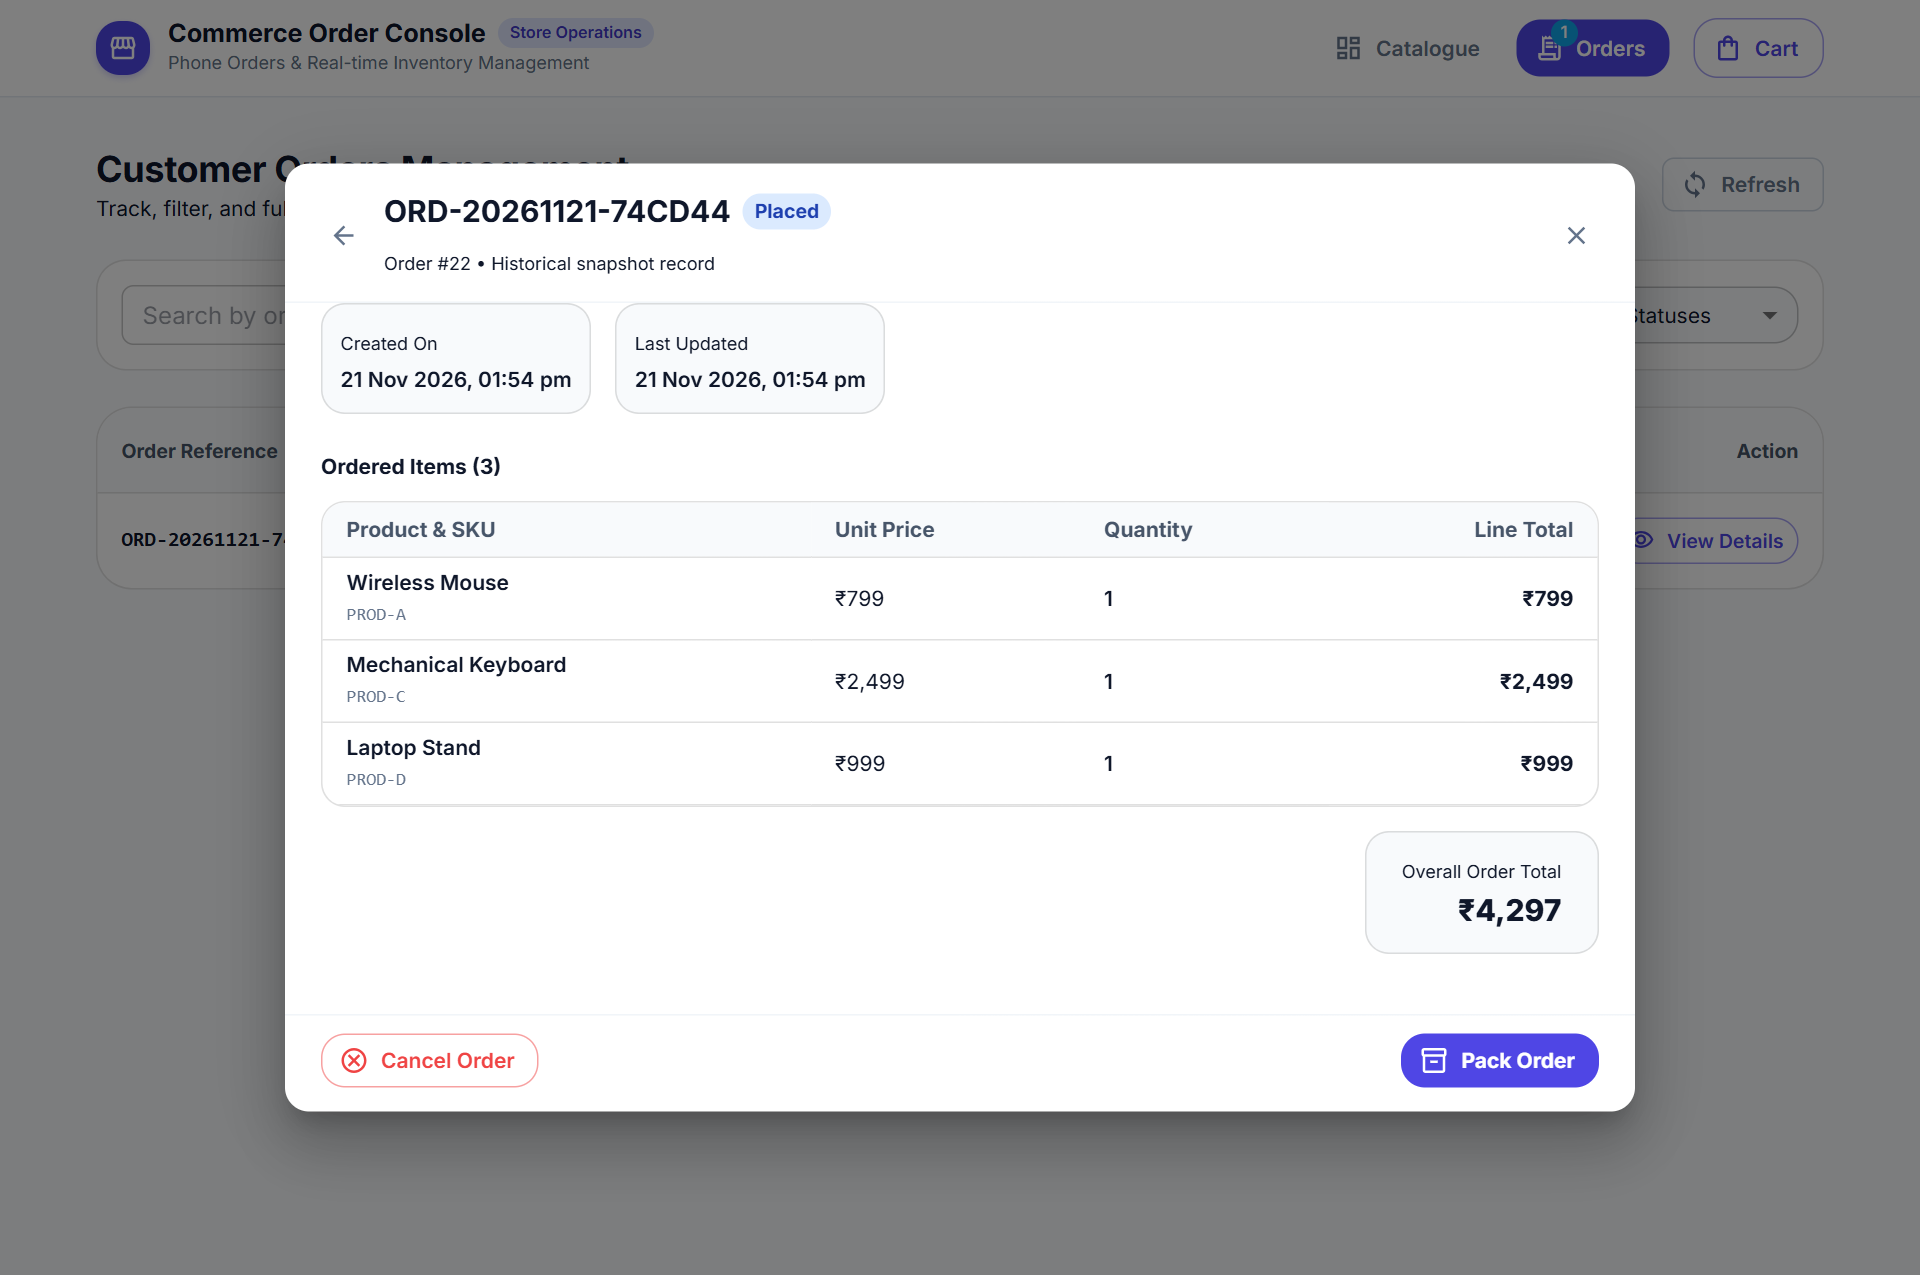 Commerce Order Console
Store Operations
Phone Orders & Real-time Inventory Management
Catalogue
1
Orders
Cart
Customer
Track, filter, and
Refresh
Search by
Order Reference
Action
ORD-20261121-
View Details
ORD-20261121-74CD44
Placed
Order #22 • Historical snapshot record
Created On
21 Nov 2026, 01:54 pm
Last Updated
21 Nov 2026, 01:54 pm
Ordered Items (3)
Product & SKU Unit Price Quantity Line Total
Wireless Mouse
PROD-A
₹799 1 ₹799
Mechanical Keyboard
PROD-C
₹2,499 1 ₹2,499
Laptop Stand
PROD-D
₹999 1 ₹999
Overall Order Total
₹4,297
Cancel Order
Pack Order